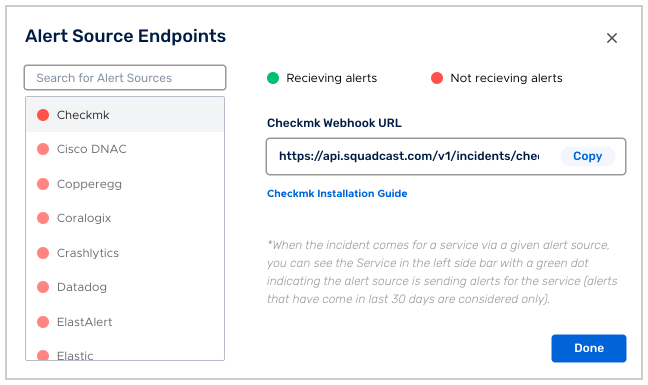 Alert Source Endpoints
Search for Alert Sources
Checkmk
Cisco DNAC
Copperegg
Coralogix
Crashlytics
Datadog
ElastAlert
Elastic
Recieving alerts
Not recieving alerts
Checkmk Webhook URL
https://api.squadcast.com/v1/incidents/che
Copy
Checkmk Installation Guide
*When the incident comes for a service via a given alert source,
you can see the Service in the left side bar with a green dot
indicating the alert source is sending alerts for the service (alerts
that have come in last 30 days are considered only).
Done